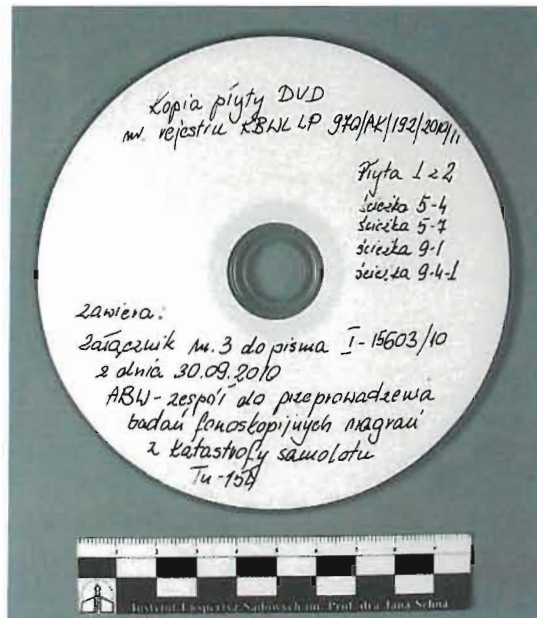 Kopia płyty DVD
nr. rejestru KBWL LP 970/AK/192/2010/11
Płyta 1 z 2
ścieżka 5-4
ścieżka 5-7
ścieżka 9-1
ścieżka 9-4-1
zawiera:
Załącznik nr. 3 do pisma I-15603/10
z dnia 30.09.2010
ABW - zespół do przeprowadzenia
badań fonoskopijnych nagrań
z katastrofy samolotu
Tu-154
Instytut Ekspertyz Sądowych im. Prof. dra Jana Sehna